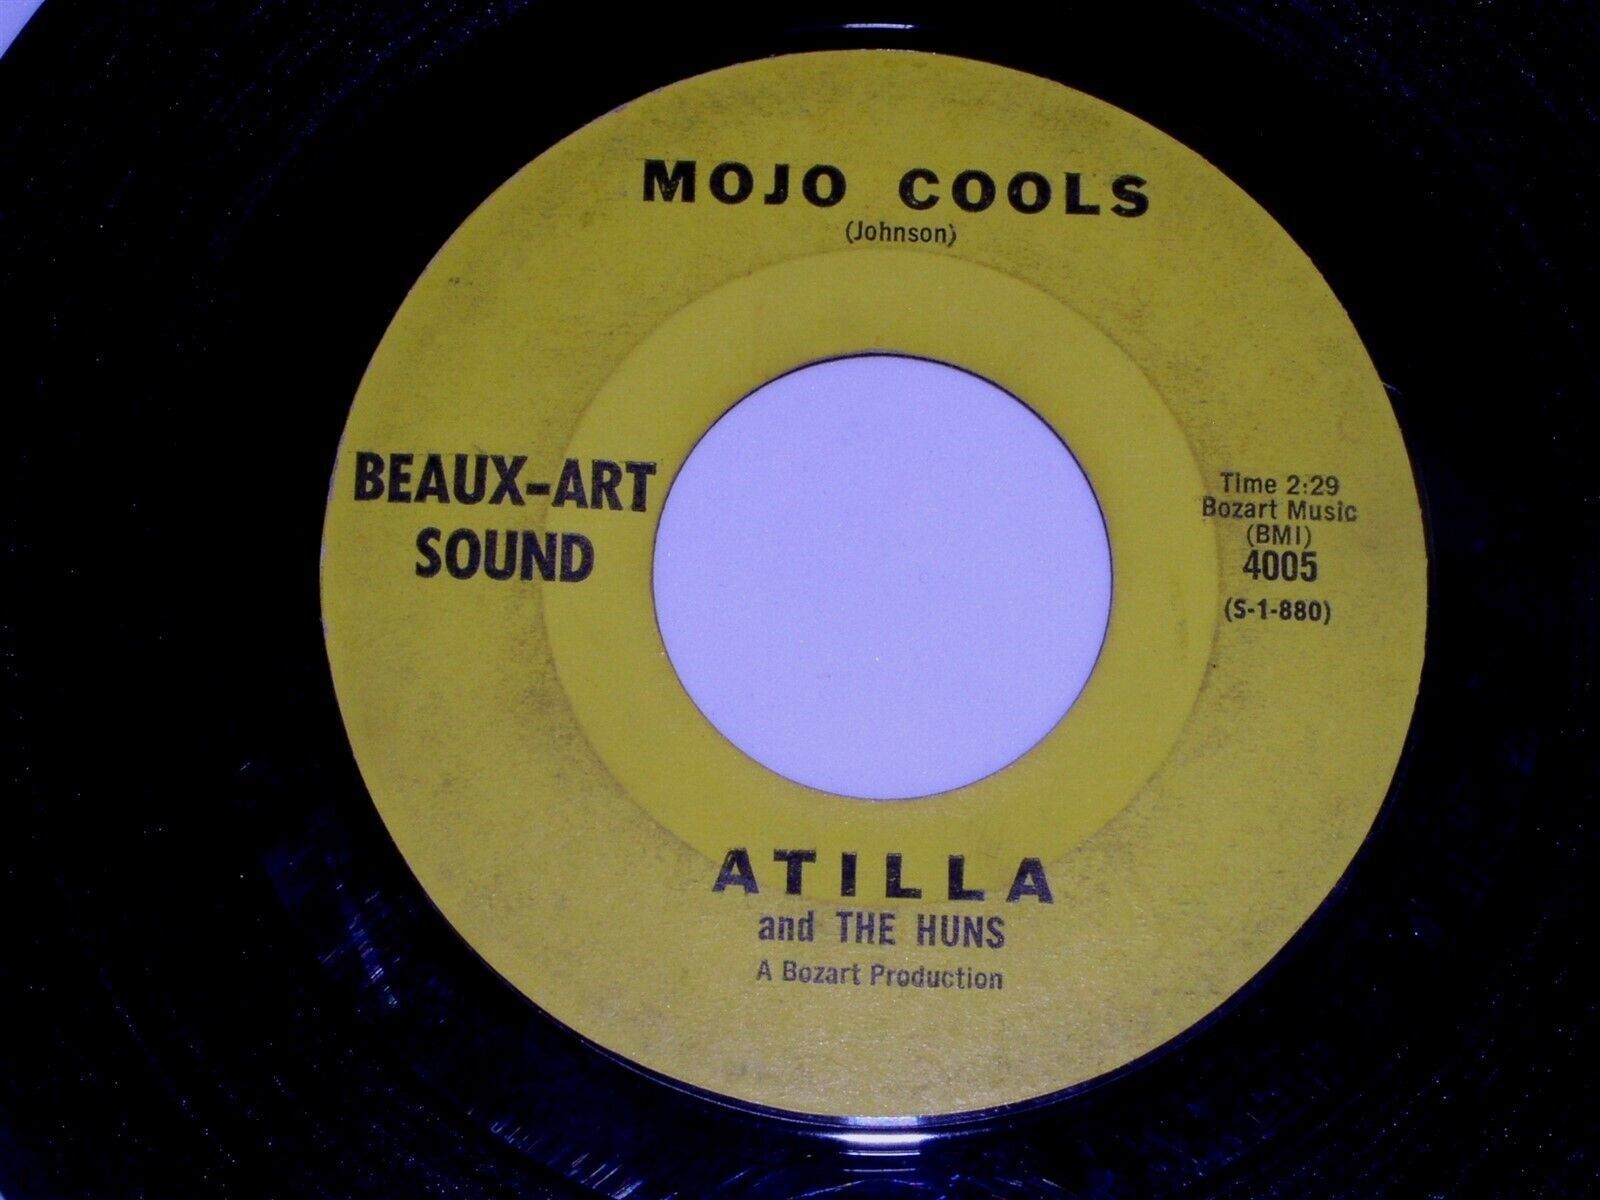 MOJO COOLS
(Johnson)
BEAUX-ART
SOUND
Time 2:29
Bozart Music
(BMI)
4005
(S-1-880)
ATILLA
and THE HUNS
A Bozart Production